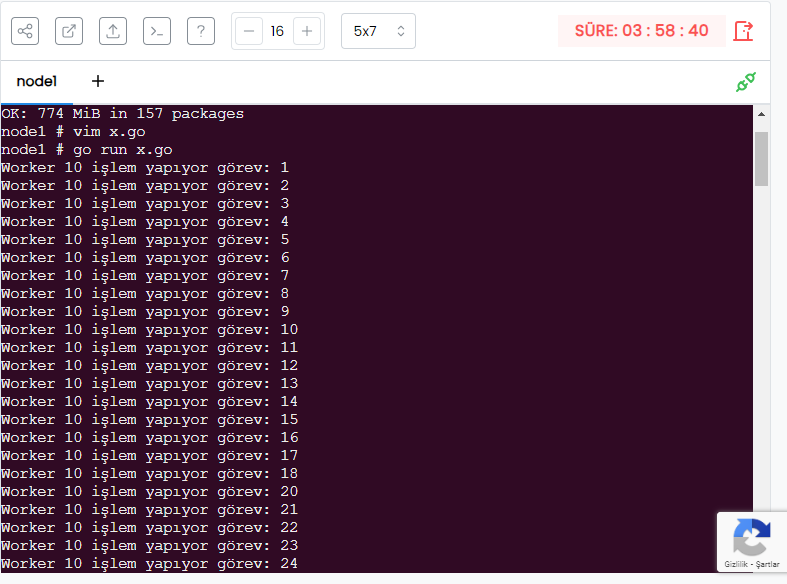 ? − 16 + 5x7 SÜRE: 03 : 58 : 40
node1 +
OK: 774 MiB in 157 packages
node1 # vim x.go
node1 # go run x.go
Worker 10 işlem yapıyor görev: 1
Worker 10 işlem yapıyor görev: 2
Worker 10 işlem yapıyor görev: 3
Worker 10 işlem yapıyor görev: 4
Worker 10 işlem yapıyor görev: 5
Worker 10 işlem yapıyor görev: 6
Worker 10 işlem yapıyor görev: 7
Worker 10 işlem yapıyor görev: 8
Worker 10 işlem yapıyor görev: 9
Worker 10 işlem yapıyor görev: 10
Worker 10 işlem yapıyor görev: 11
Worker 10 işlem yapıyor görev: 12
Worker 10 işlem yapıyor görev: 13
Worker 10 işlem yapıyor görev: 14
Worker 10 işlem yapıyor görev: 15
Worker 10 işlem yapıyor görev: 16
Worker 10 işlem yapıyor görev: 17
Worker 10 işlem yapıyor görev: 18
Worker 10 işlem yapıyor görev: 20
Worker 10 işlem yapıyor görev: 21
Worker 10 işlem yapıyor görev: 22
Worker 10 işlem yapıyor görev: 23
Worker 10 işlem yapıyor görev: 24
Gizlilik - Şartlar